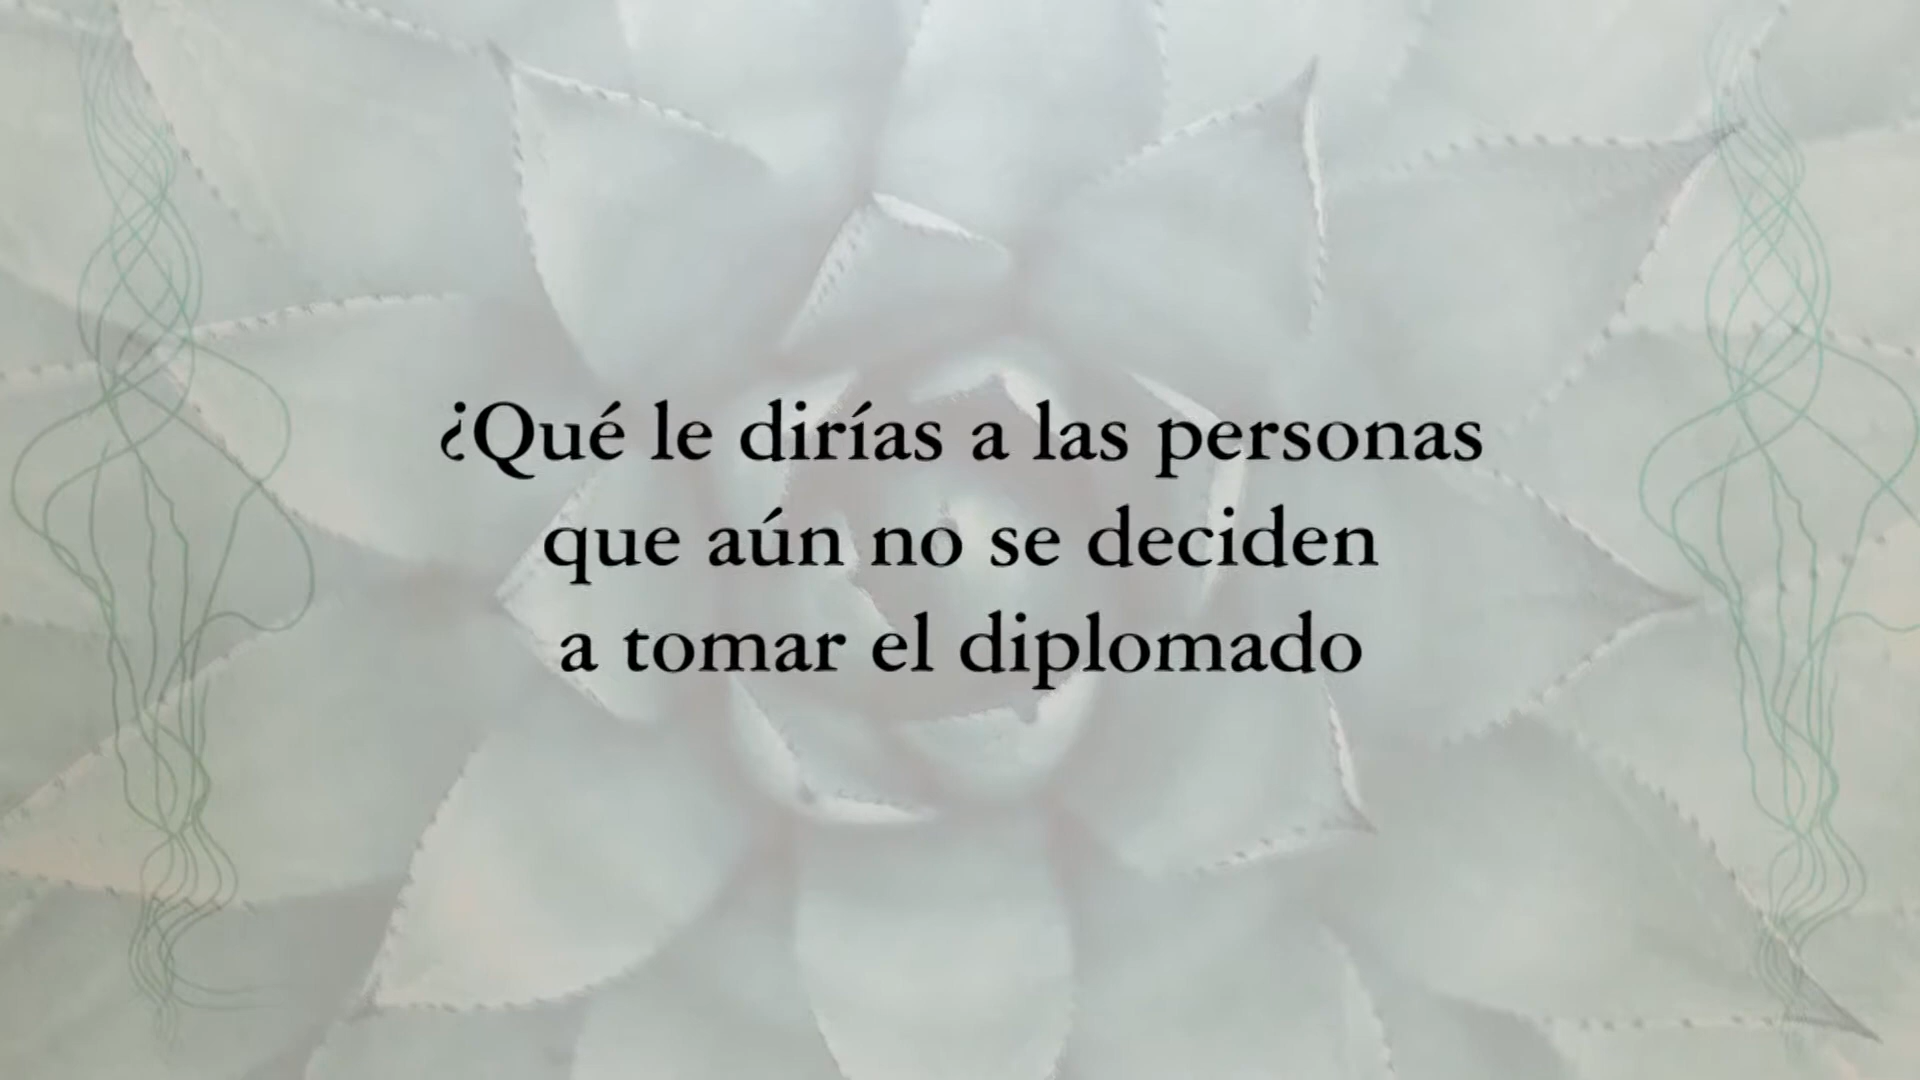 ¿Qué le dirías a las personas
que aún no se deciden
a tomar el diplomado